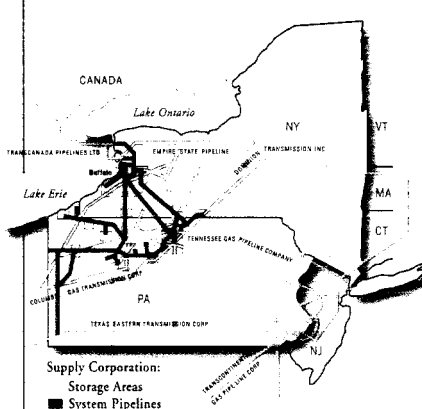 CANADA
Lake Ontario
NY
VT
TRANSCANADA PIPELINES LTD
EMPIRE STATE PIPELINE
DOMINION TRANSMISSION INC
Buffalo
Lake Erie
MA
CT
TENNESSEE GAS PIPELINE COMPANY
COLUMBIA GAS TRANSMISSION CORP
PA
TEXAS EASTERN TRANSMISSION CORP
NJ
TRANSCONTINENTAL
GAS PIPE LINE CORP
Supply Corporation:
Storage Areas
System Pipelines